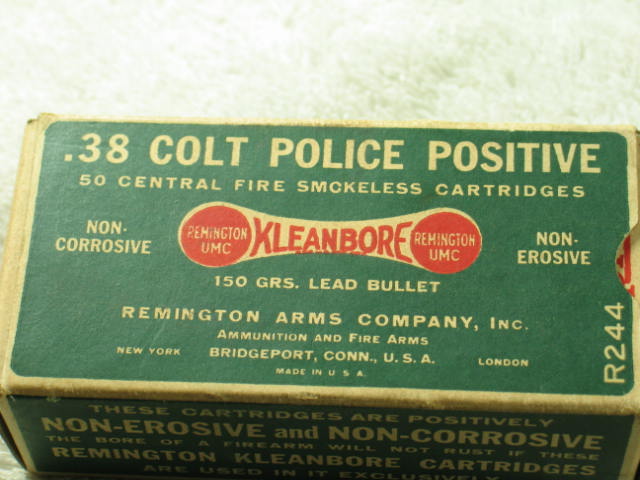 .38 COLT POLICE POSITIVE
50 CENTRAL FIRE SMOKELESS CARTRIDGES
NON-
CORROSIVE
REMINGTON
UMC
KLEANBORE
REMINGTON
UMC
NON-
EROSIVE
150 GRS. LEAD BULLET
REMINGTON ARMS COMPANY, INC.
AMMUNITION AND FIRE ARMS
NEW YORK BRIDGEPORT, CONN., U.S.A. LONDON
MADE IN U S A.
R244
THESE CARTRIDGES ARE POSITIVELY
NON-EROSIVE and NON-CORROSIVE
THE BORE OF A FIREARM WILL NOT RUST IF THESE
REMINGTON KLEANBORE CARTRIDGES
ARE USED IN IT EXCLUSIVELY